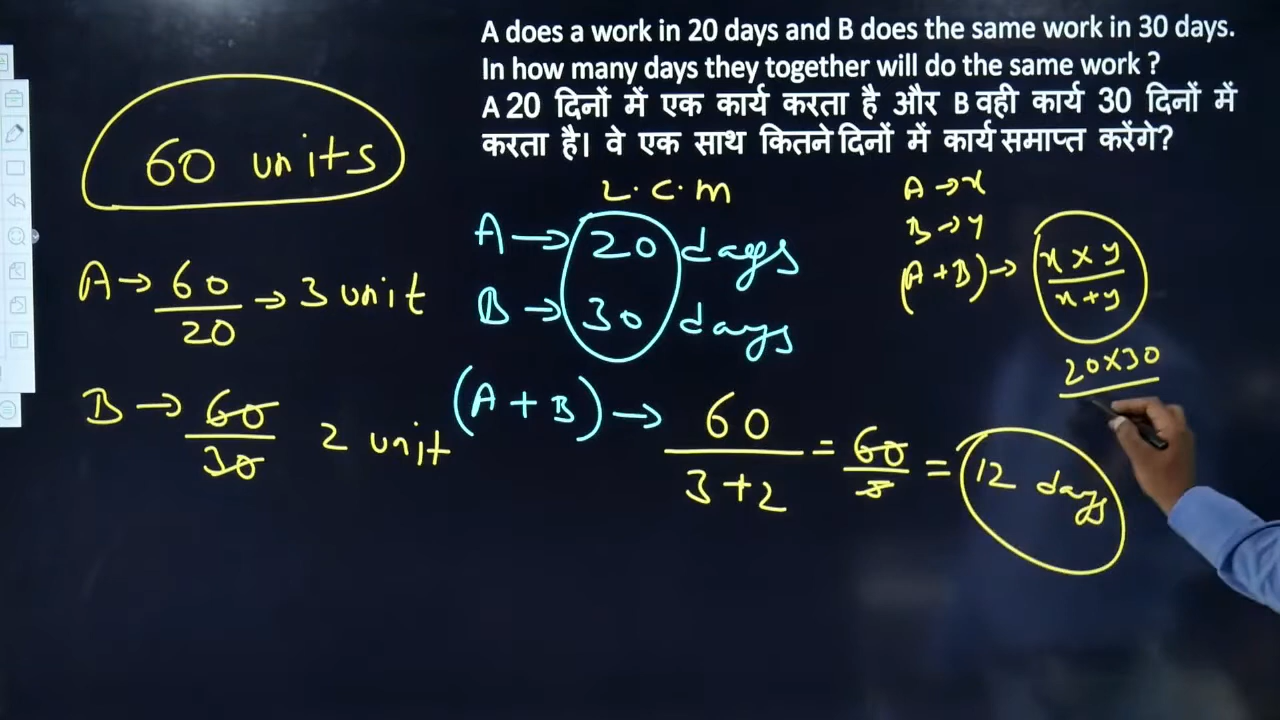 A does a work in 20 days and B does the same work in 30 days.
In how many days they together will do the same work ?
A 20 दिनों में एक कार्य करता है और B वही कार्य 30 दिनों में
करता है। वे एक साथ कितने दिनों में कार्य समाप्त करेंगे?
60 units
A → 60/20 → 3 unit
B → 60/30 2 unit
L.C.M
A → 20 days
B → 30 days
(A + B) → 60/3+2 = 60/5 = 12 days
A → x
B → y
(A + B) → x × y/x + y
20×30